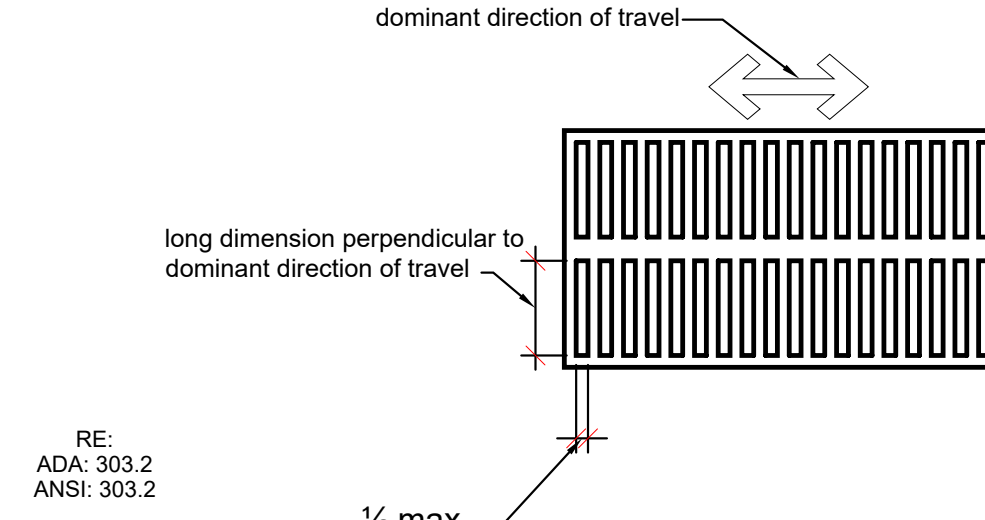 dominant direction of travel
long dimension perpendicular to
dominant direction of travel
RE:
ADA: 303.2
ANSI: 303.2
½ max